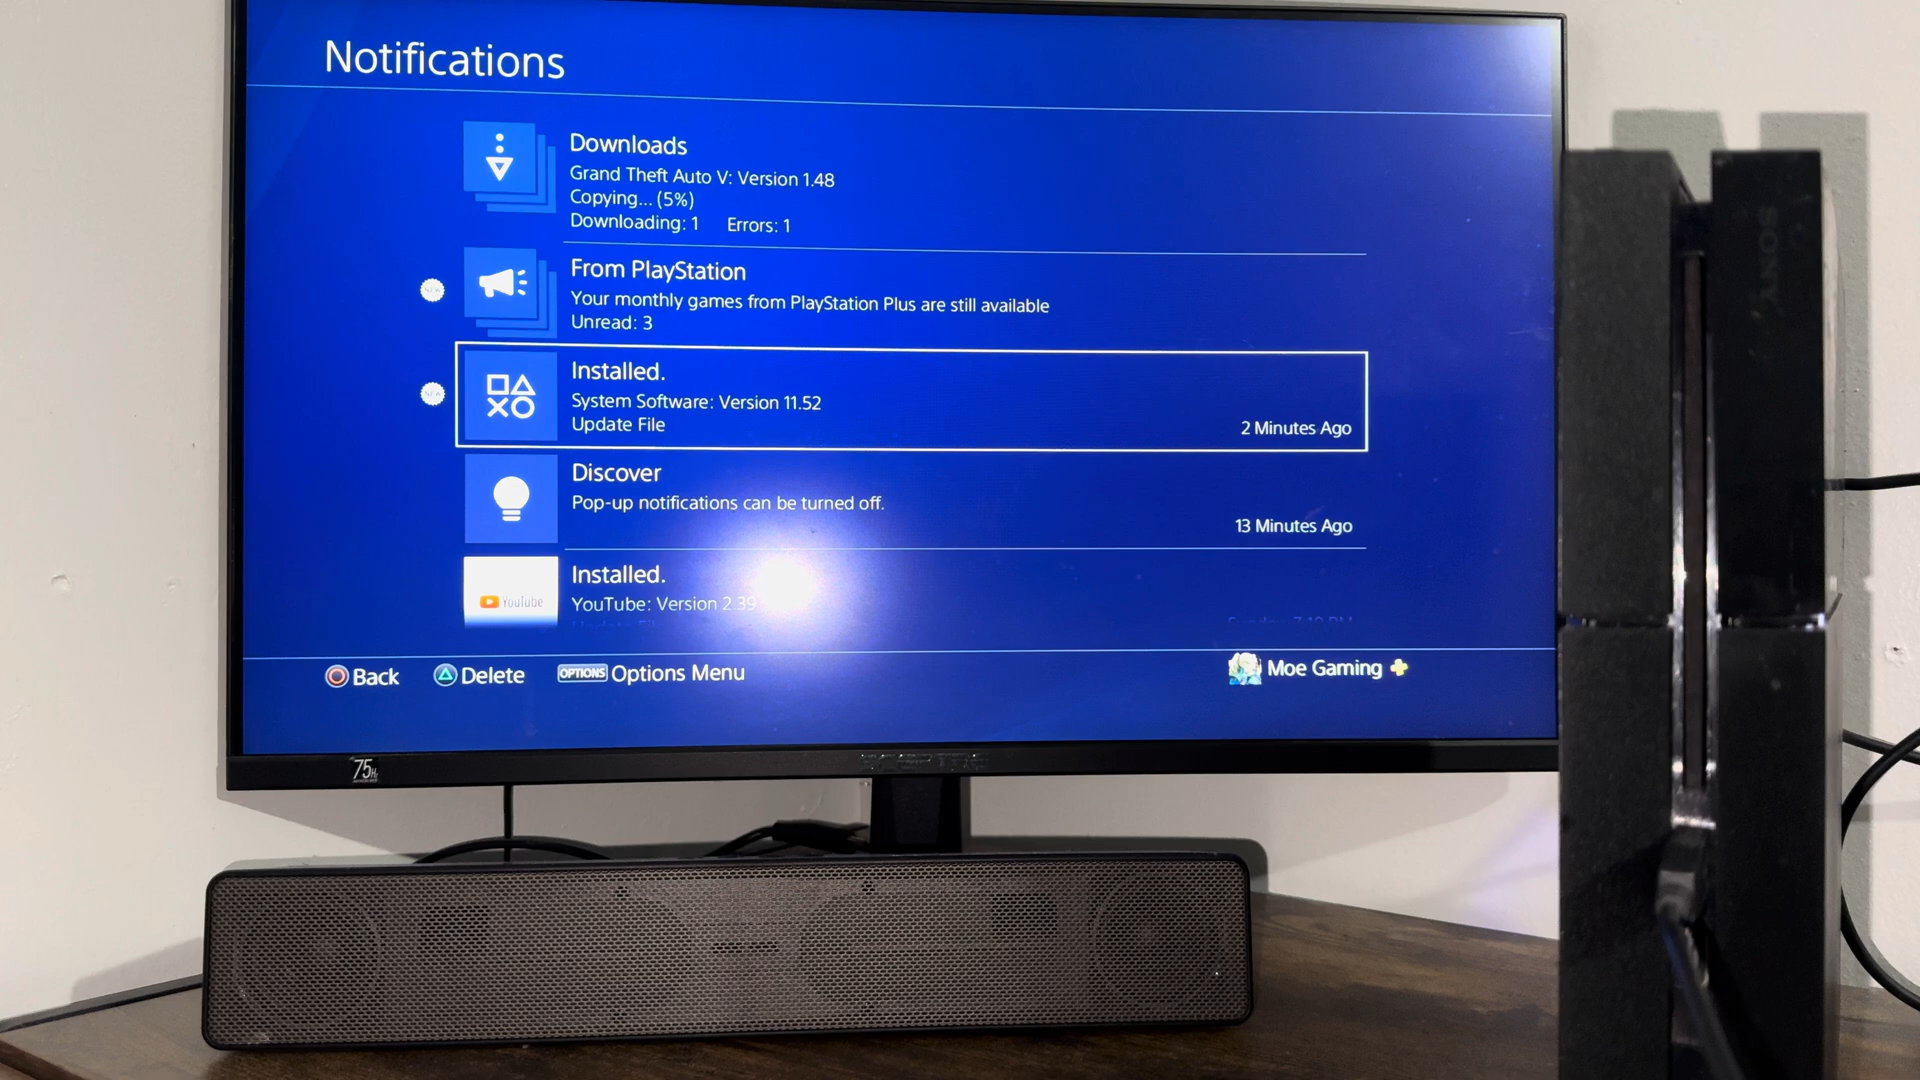 Notifications
Downloads
Grand Theft Auto V: Version 1.48
Copying... (5%)
Downloading: 1 Errors: 1
From PlayStation
Your monthly games from PlayStation Plus are still available
Unread: 3
Installed.
System Software: Version 11.52
Update File
2 Minutes Ago
Discover
Pop-up notifications can be turned off.
13 Minutes Ago
Installed.
YouTube
YouTube: Version 2.39
Back
Delete
OPTIONS Options Menu
Moe Gaming
75Hz
SONY